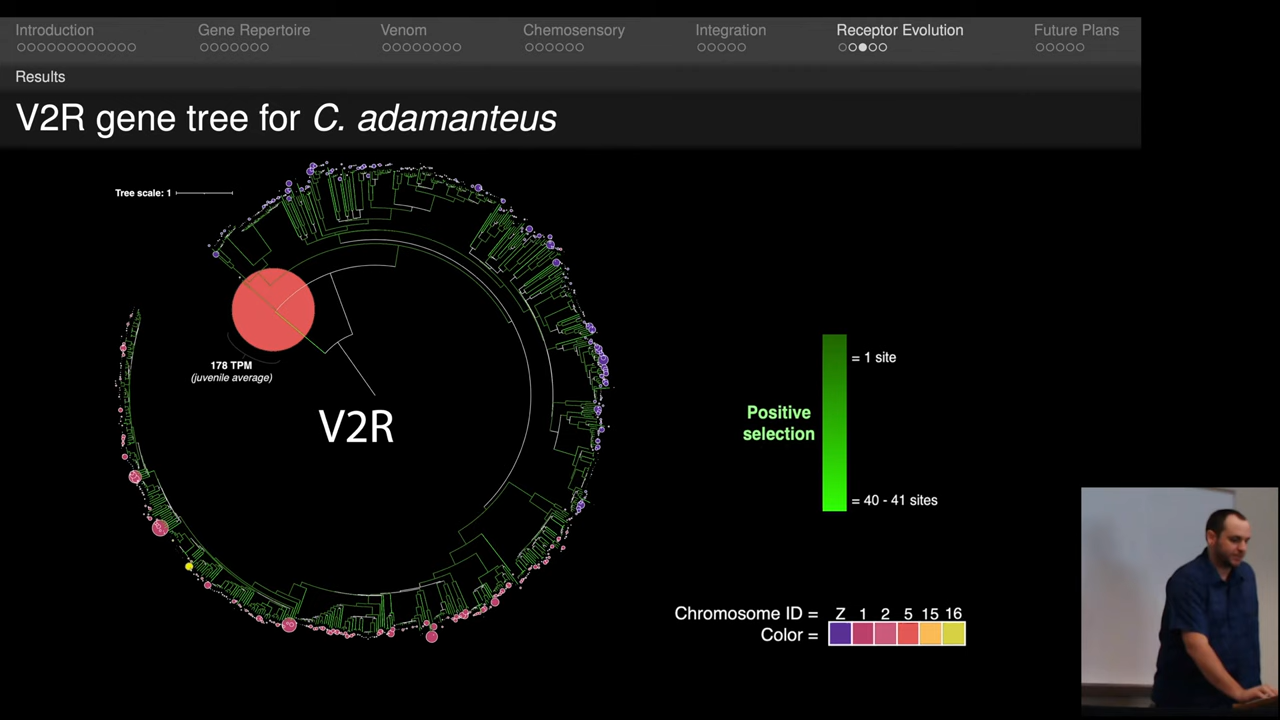 Introduction
Gene Repertoire
Venom
Chemosensory
Integration
Receptor Evolution
Future Plans
Results
V2R gene tree for C. adamanteus
Tree scale: 1
178 TPM
(juvenile average)
V2R
Positive
selection
= 1 site
= 40 - 41 sites
Chromosome ID = Z 1 2 5 15 16
Color =